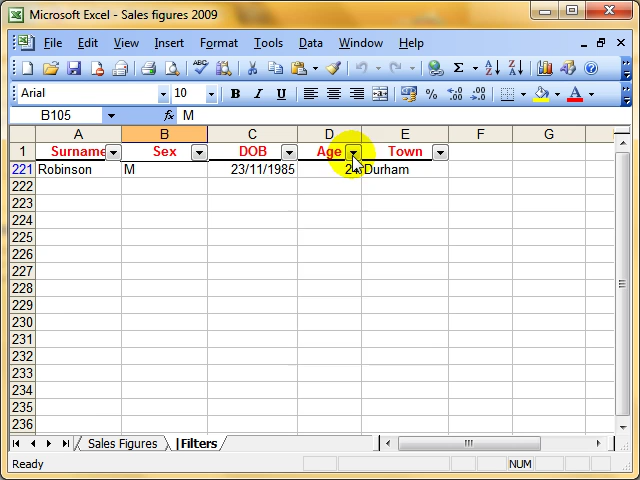 Microsoft Excel - Sales figures 2009
File Edit View Insert Format Tools Data Window Help
Arial 10 B I U %
B105 fx M
A B C D E F G
1 Surname Sex DOB Age Town
221 Robinson M 23/11/1985 24 Durham
222
223
224
225
226
227
228
229
230
231
232
233
234
235
236
Sales Figures Filters
Ready NUM